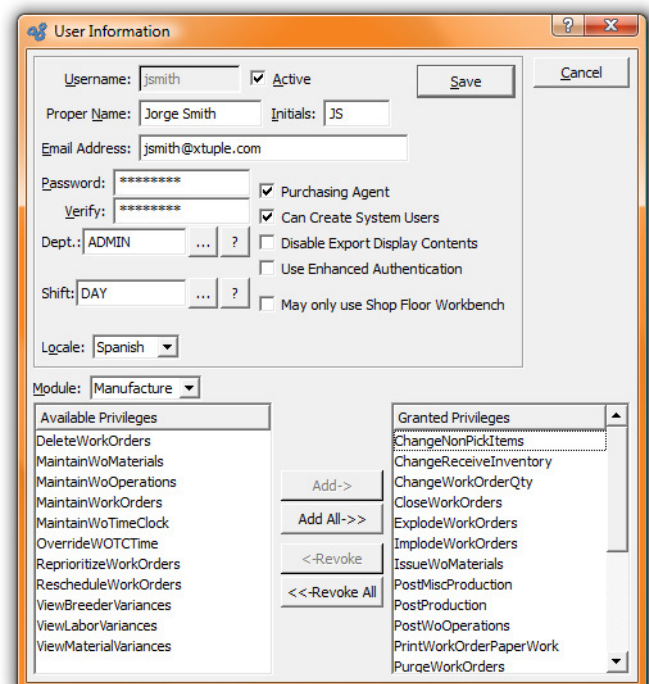 User Information
Username: jsmith Active Save Cancel
Proper Name: Jorge Smith Initials: JS
Email Address: jsmith@xtuple.com
Password: ********
Purchasing Agent
Verify: ********
Can Create System Users
Dept.: ADMIN ... ? Disable Export Display Contents
Use Enhanced Authentication
Shift: DAY ... ? May only use Shop Floor Workbench
Locale: Spanish
Module: Manufacture
Available Privileges
DeleteWorkOrders
MaintainWoMaterials
MaintainWoOperations
MaintainWorkOrders
MaintainWoTimeClock
OverrideWOTCTime
ReprioritizeWorkOrders
RescheduleWorkOrders
ViewBreederVariances
ViewLaborVariances
ViewMaterialVariances
Add->
Add All->>
<-Revoke
<<-Revoke All
Granted Privileges
ChangeNonPickItems
ChangeReceiveInventory
ChangeWorkOrderQty
CloseWorkOrders
ExplodeWorkOrders
ImplodeWorkOrders
IssueWoMaterials
PostMiscProduction
PostProduction
PostWoOperations
PrintWorkOrderPaperWork
PurgeWorkOrders